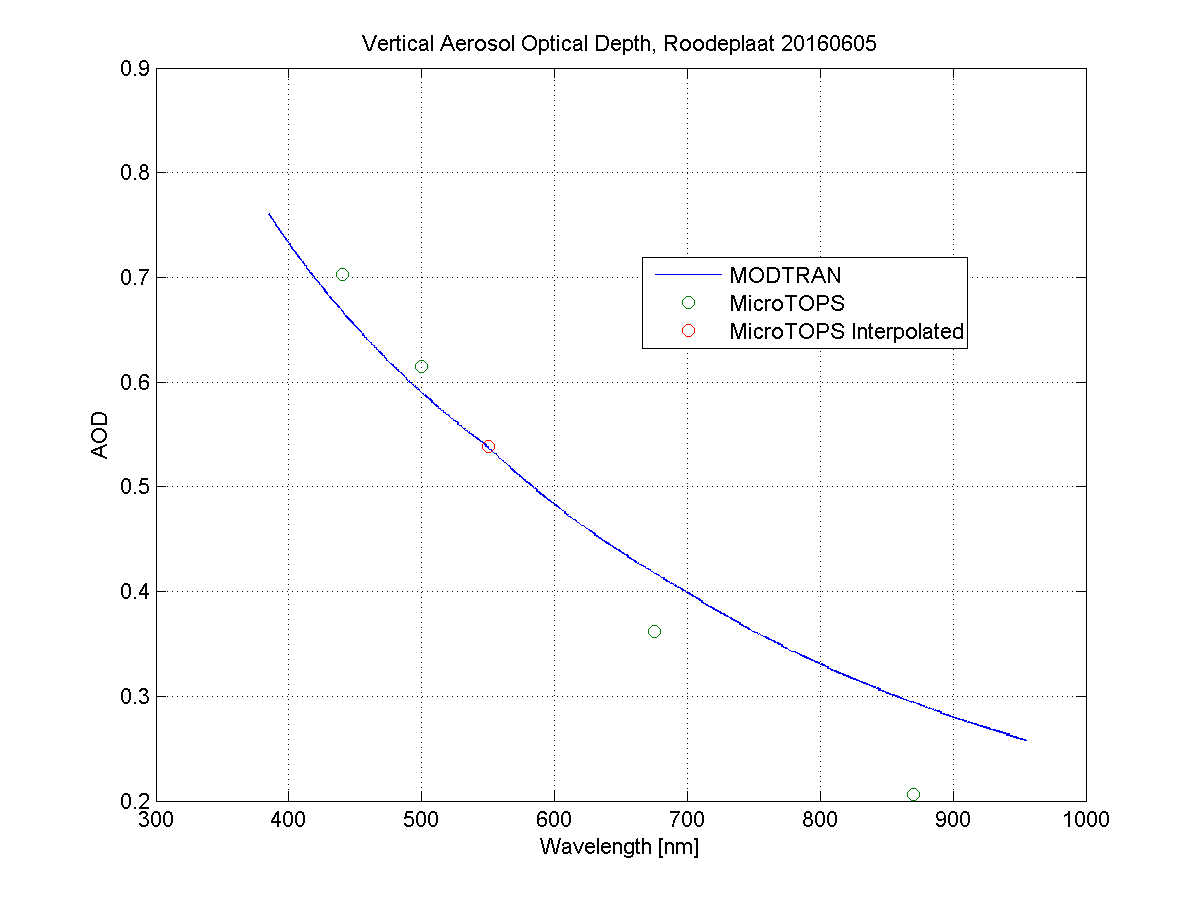 Vertical Aerosol Optical Depth, Roodeplaat 20160605
0.9
0.8
0.7
0.6
0.5
0.4
0.3
0.2
AOD
MODTRAN
MicroTOPS
MicroTOPS Interpolated
300 400 500 600 700 800 900 1000
Wavelength [nm]